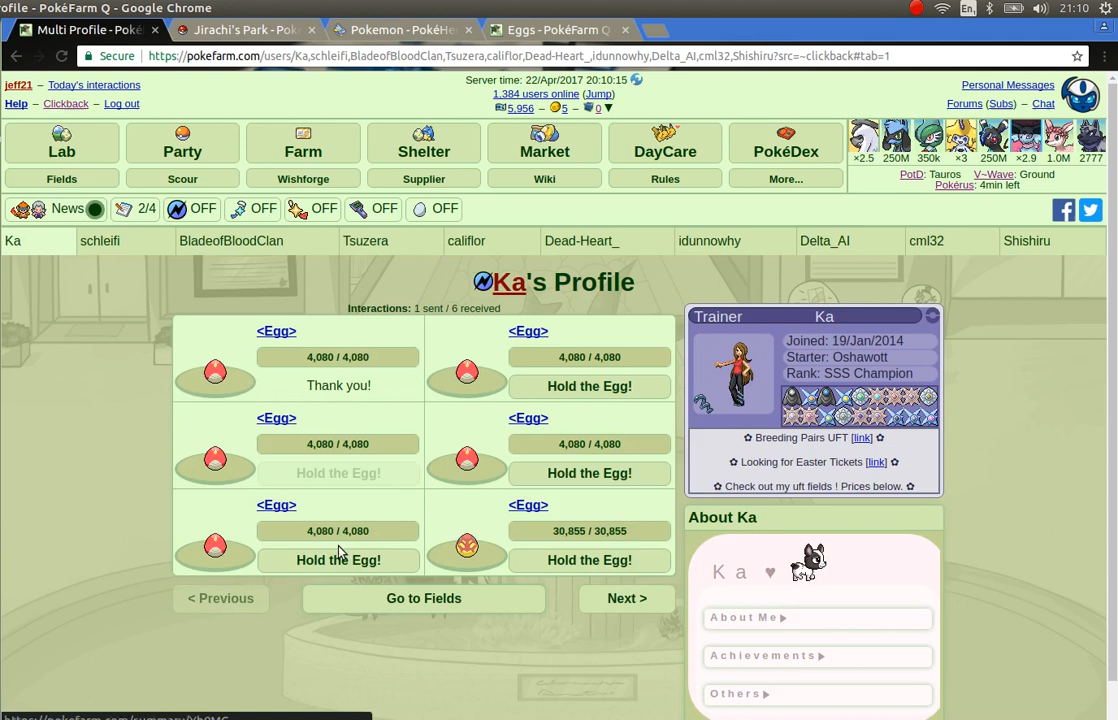 ofile - PokéFarm Q - Google Chrome
En
21:10
Multi Profile - Poké
Jirachi's Park - Pok
Pokemon - PokéHe
Eggs - PokéFarm Q
Secure
https://pokefarm.com/users/Ka,schleifi,BladeofBloodClan,Tsuzera,califlor,Dead-Heart_,idunnowhy,Delta_AI,cml32,Shishiru?src=~clickback#tab=1
jeff21 – Today's interactions
Help – Clickback – Log out
Server time: 22/Apr/2017 20:10:15
1.384 users online (Jump)
5,956 – 5 – 0 ▼
Personal Messages
Forums (Subs) – Chat
Lab
Party
Farm
Shelter
Market
DayCare
PokéDex
Fields
Scour
Wishforge
Supplier
Wiki
Rules
More...
×2.5 250M 350k ×3 250M ×2.9 1.0M 2777
PotD: Tauros V~Wave: Ground
Pokérus: 4min left
News 2/4 OFF OFF OFF OFF OFF
Ka schleifi BladeofBloodClan Tsuzera califlor Dead-Heart_ idunnowhy Delta_AI cml32 Shishiru
Ka's Profile
Interactions: 1 sent / 6 received
<Egg>
4,080 / 4,080
Thank you!
<Egg>
4,080 / 4,080
Hold the Egg!
<Egg>
4,080 / 4,080
Hold the Egg!
<Egg>
4,080 / 4,080
Hold the Egg!
<Egg>
4,080 / 4,080
Hold the Egg!
<Egg>
30,855 / 30,855
Hold the Egg!
< Previous
Go to Fields
Next >
Trainer Ka
Joined: 19/Jan/2014
Starter: Oshawott
Rank: SSS Champion
✿ Breeding Pairs UFT [link] ✿
✿ Looking for Easter Tickets [link] ✿
✿ Check out my uft fields ! Prices below. ✿
About Ka
Ka ♥
About Me ▶
Achievements ▶
Others ▶